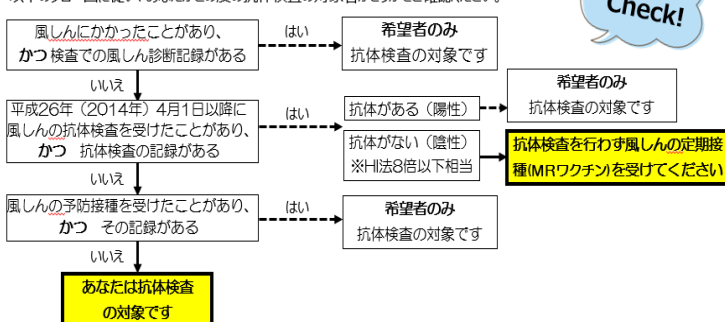 風しんにかかったことがあり、
かつ 検査での風しん診断記録がある
はい
希望者のみ
抗体検査の対象です
Check!
いいえ
平成26年（2014年）4月1日以降に
風しんの抗体検査を受けたことがあり、
かつ 抗体検査の記録がある
はい
抗体がある（陽性）
希望者のみ
抗体検査の対象です
抗体がない（陰性）
※HI法8倍以下相当
抗体検査を行わず風しんの定期接
種(MRワクチン)を受けてください
いいえ
風しんの予防接種を受けたことがあり、
かつ その記録がある
はい
希望者のみ
抗体検査の対象です
いいえ
あなたは抗体検査
の対象です